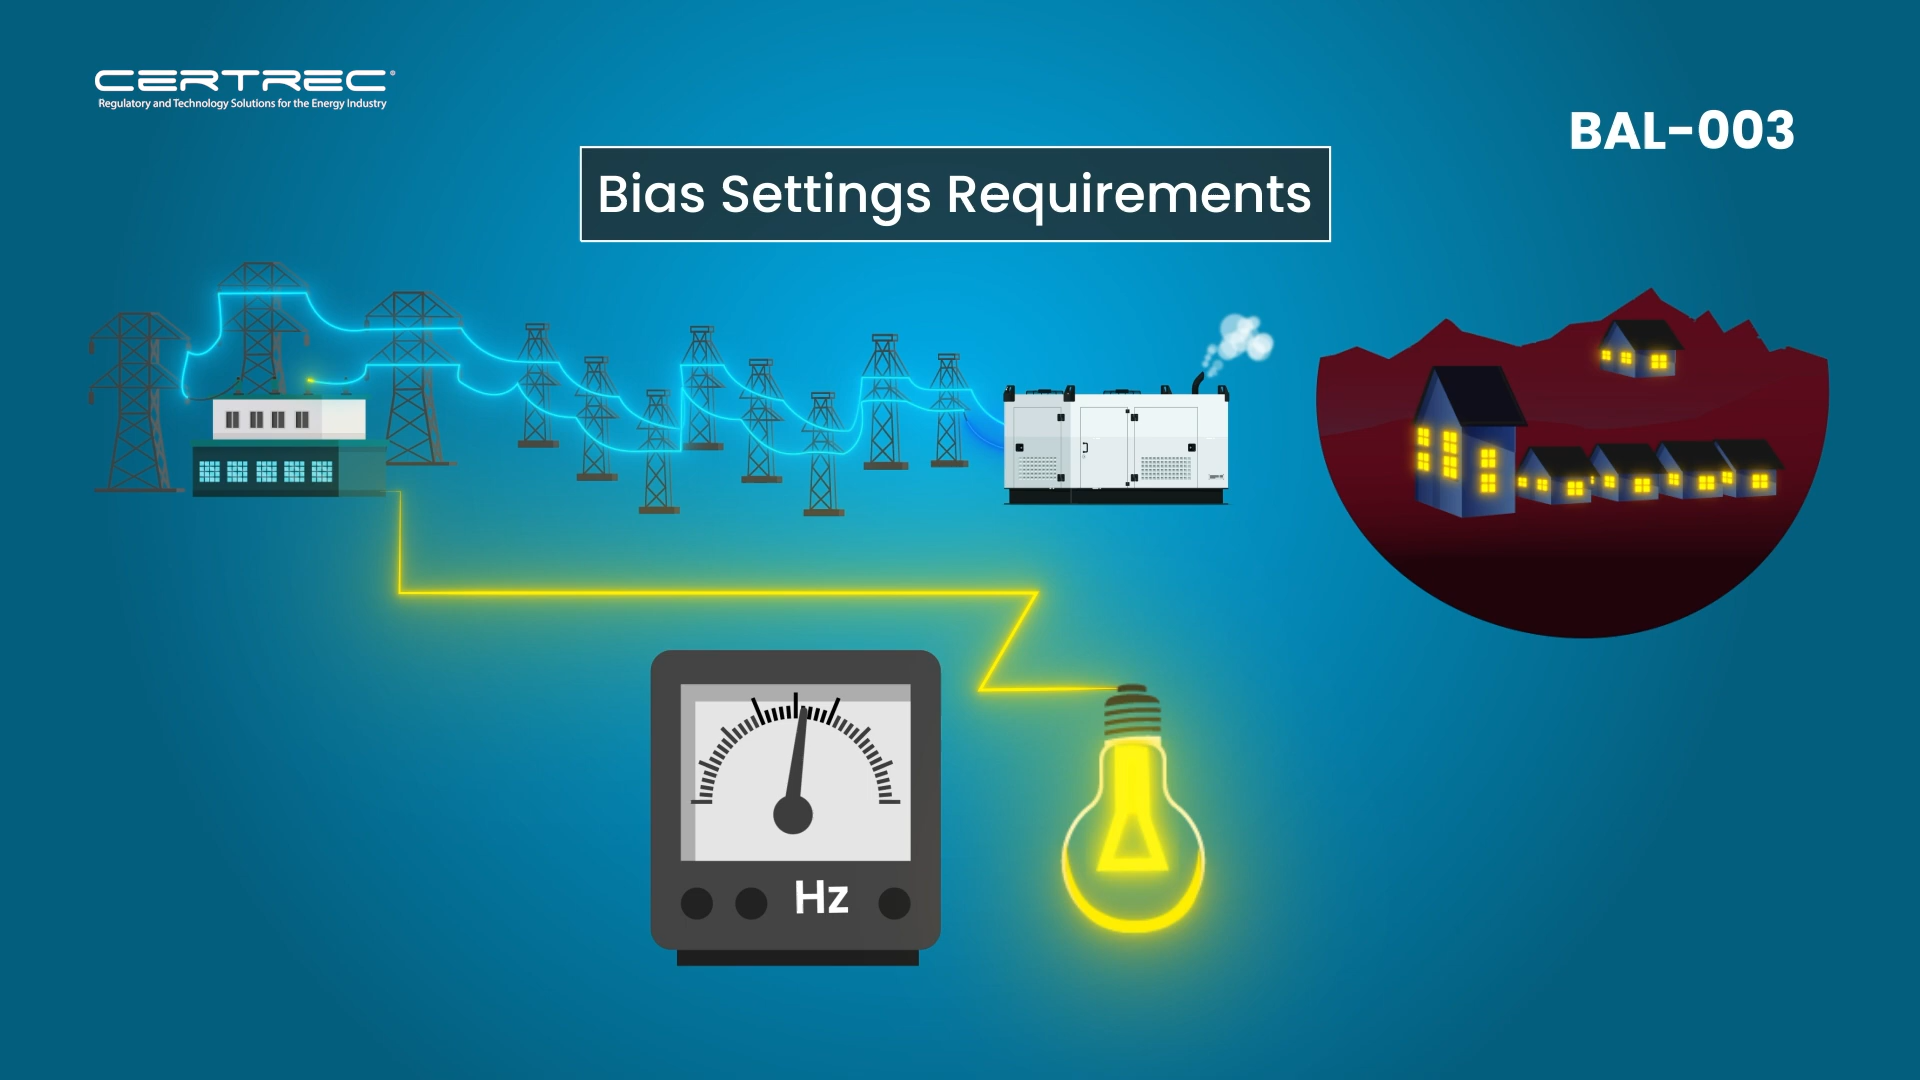 CERTREC
Regulatory and Technology Solutions for the Energy Industry
BAL-003
Bias Settings Requirements
Hz